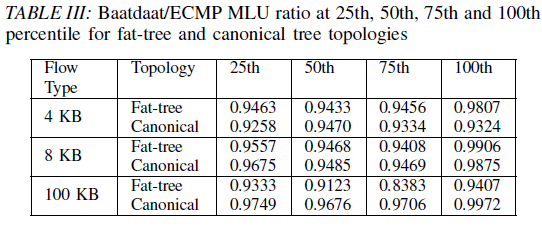 TABLE III: Baatdaat/ECMP MLU ratio at 25th, 50th, 75th and 100th
percentile for fat-tree and canonical tree topologies
Flow Type Topology 25th 50th 75th 100th
4 KB Fat-tree 0.9463 0.9433 0.9456 0.9807
Canonical 0.9258 0.9470 0.9334 0.9324
8 KB Fat-tree 0.9557 0.9468 0.9408 0.9906
Canonical 0.9675 0.9485 0.9469 0.9875
100 KB Fat-tree 0.9333 0.9123 0.8383 0.9407
Canonical 0.9749 0.9676 0.9706 0.9972